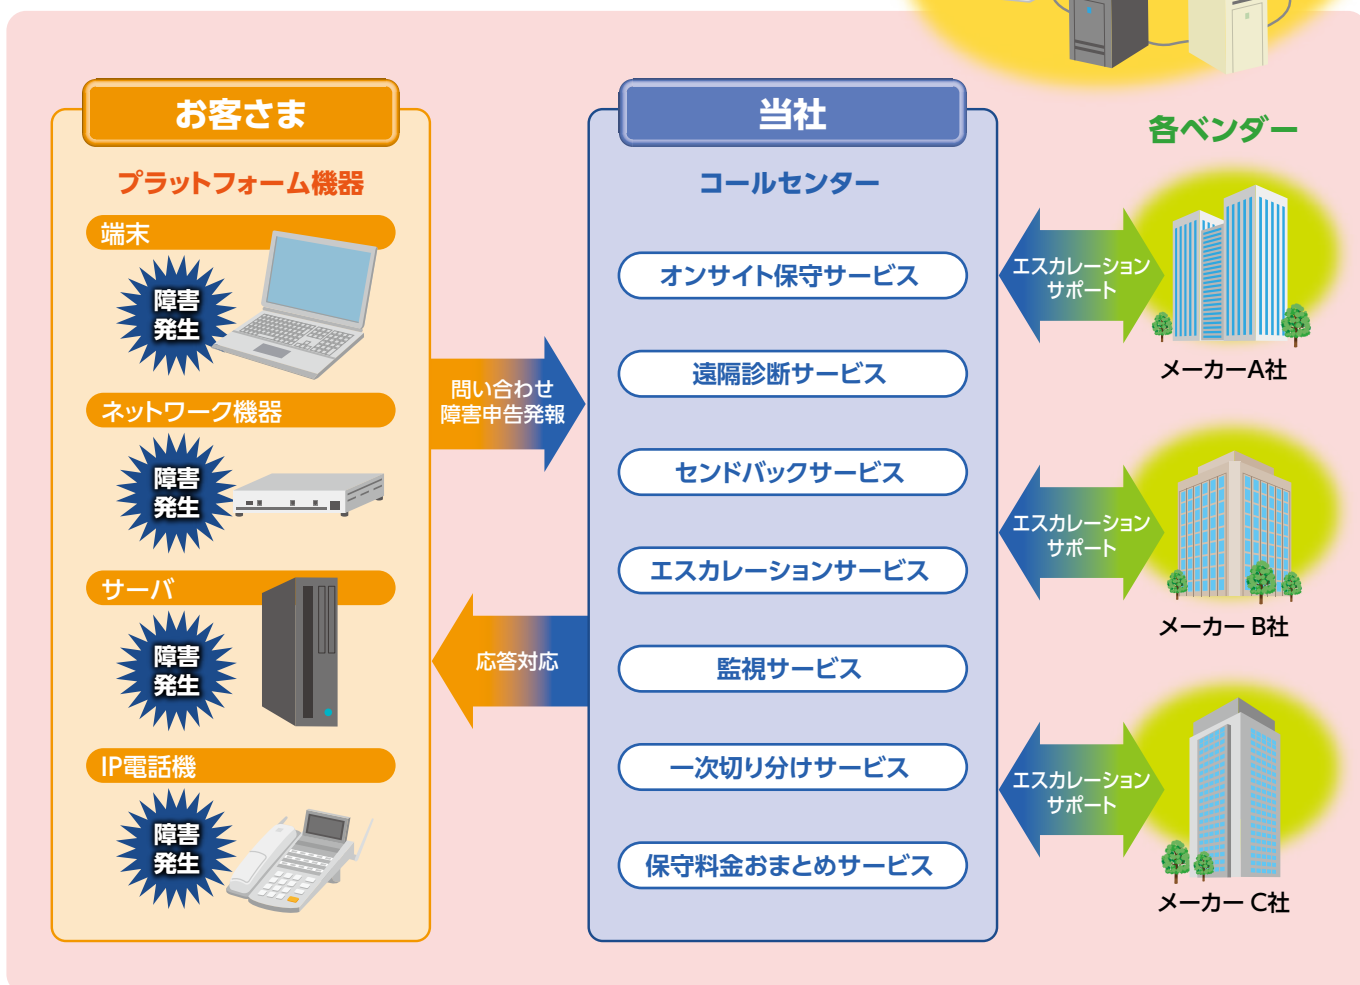 お客さま
プラットフォーム機器
端末
障害
発生
ネットワーク機器
障害
発生
サーバ
障害
発生
IP電話機
障害
発生
問い合わせ
障害申告発報
応答対応
当社
コールセンター
オンサイト保守サービス
遠隔診断サービス
センドバックサービス
エスカレーションサービス
監視サービス
一次切り分けサービス
保守料金おまとめサービス
各ベンダー
エスカレーション
サポート
メーカーA社
エスカレーション
サポート
メーカー B社
エスカレーション
サポート
メーカー C社